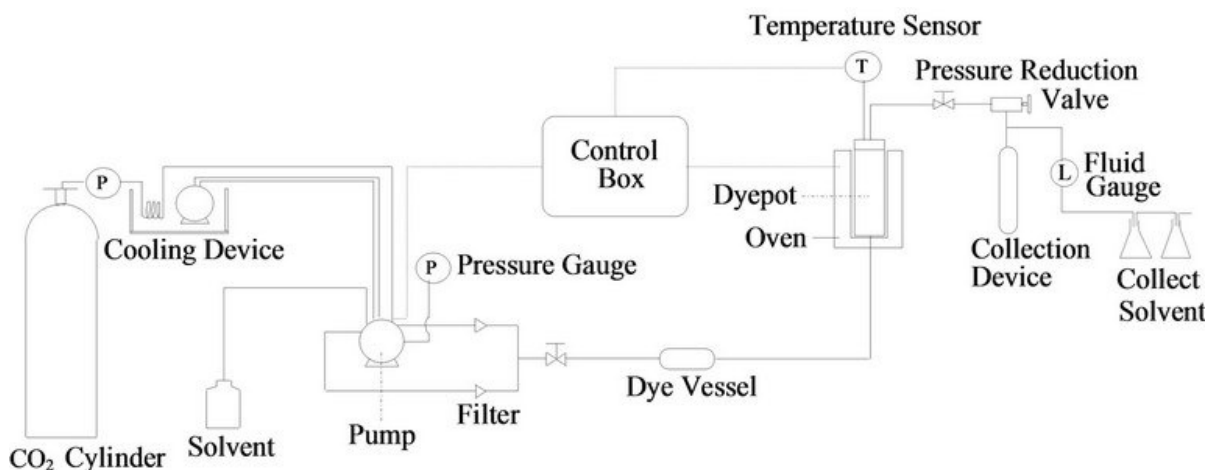 Temperature Sensor
T
Pressure Reduction
Valve
Control
Box
P
Fluid
Gauge
L
Dyepot
Oven
Cooling Device
P
Pressure Gauge
Collection
Device
Collect
Solvent
Dye Vessel
Filter
Solvent
Pump
CO₂ Cylinder